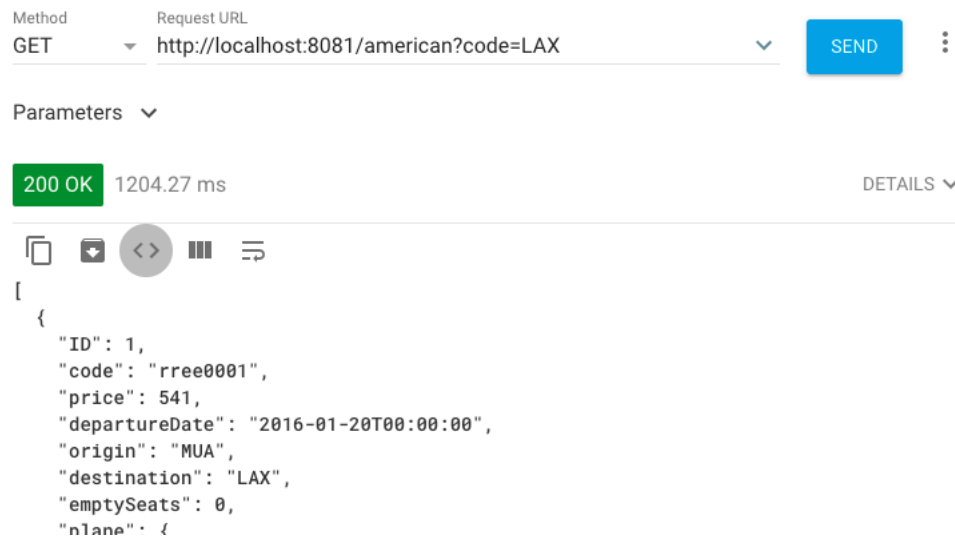 Method Request URL
GET http://localhost:8081/american?code=LAX
SEND
Parameters
200 OK 1204.27 ms DETAILS
[
{
"ID": 1,
"code": "rree0001",
"price": 541,
"departureDate": "2016-01-20T00:00:00",
"origin": "MUA",
"destination": "LAX",
"emptySeats": 0,
"plane": {